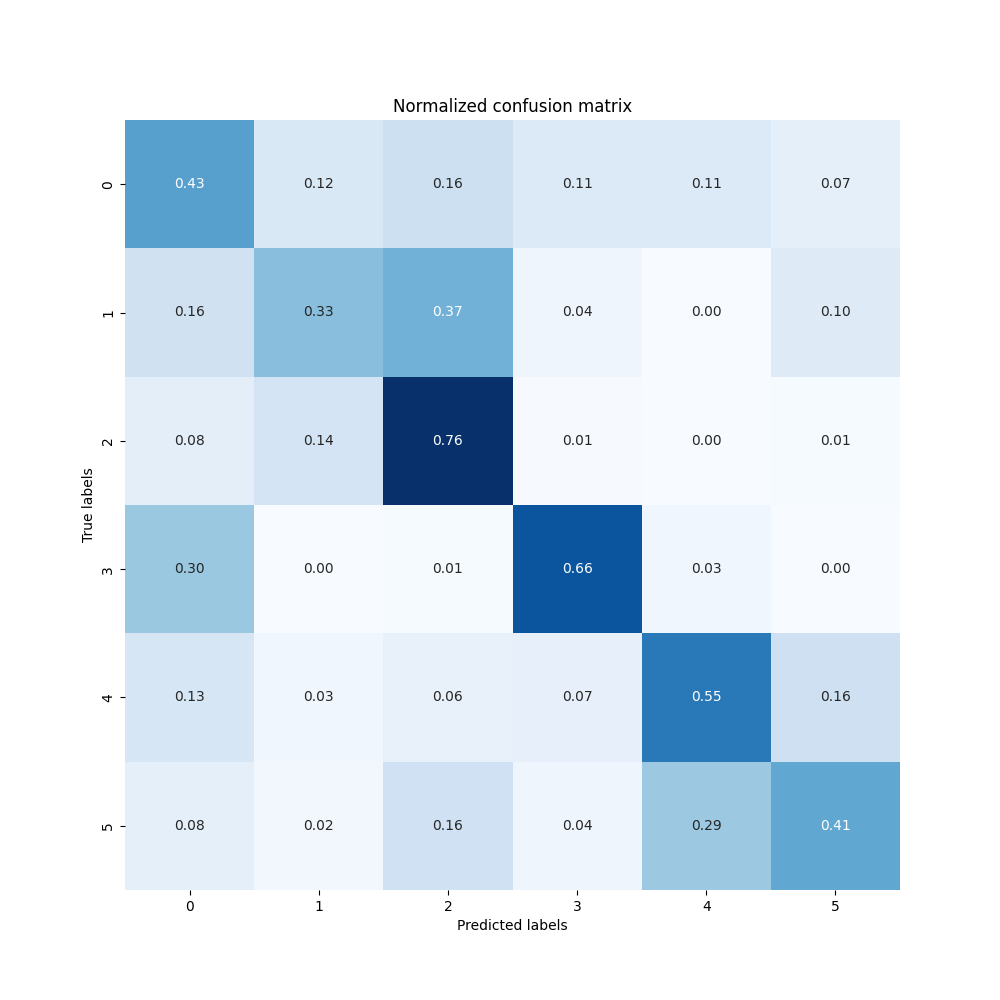 Normalized confusion matrix
0 0.43 0.12 0.16 0.11 0.11 0.07
1 0.16 0.33 0.37 0.04 0.00 0.10
2 0.08 0.14 0.76 0.01 0.00 0.01
True labels
3 0.30 0.00 0.01 0.66 0.03 0.00
4 0.13 0.03 0.06 0.07 0.55 0.16
5 0.08 0.02 0.16 0.04 0.29 0.41
0 1 2 3 4 5
Predicted labels